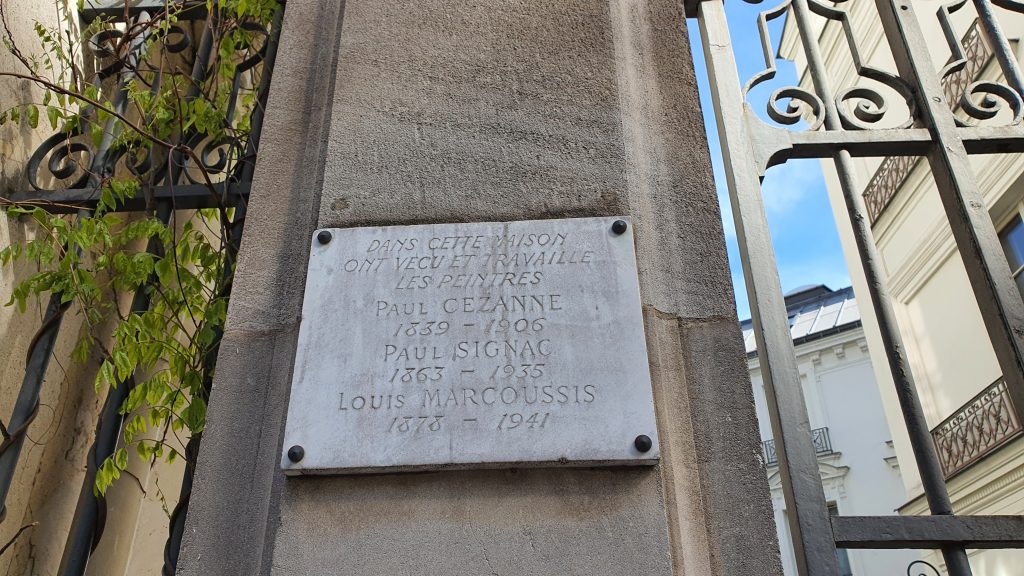 DANS CETTE MAISON
ONT VECU ET TRAVAILLE
LES PEINTRES
PAUL CEZANNE
1839 - 1906
PAUL SIGNAC
1863 - 1935
LOUIS MARCOUSSIS
1878 - 1941